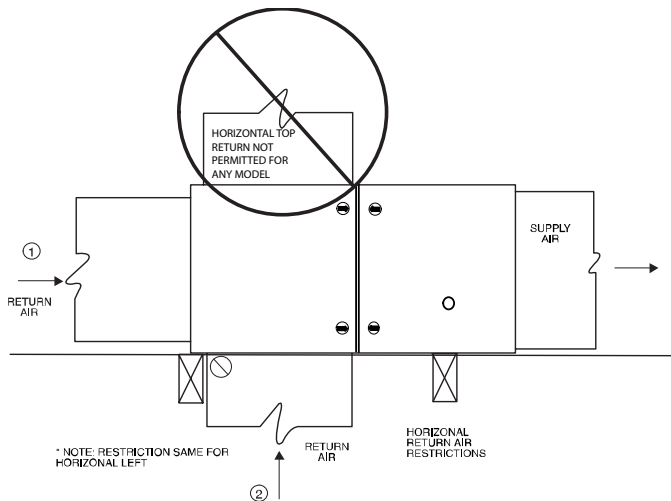 HORIZONTAL TOP
RETURN NOT
PERMITTED FOR
ANY MODEL
1
RETURN
AIR
SUPPLY
AIR
* NOTE: RESTRICTION SAME FOR
HORIZONAL LEFT
RETURN
AIR
2
HORIZONAL
RETURN AIR
RESTRICTIONS